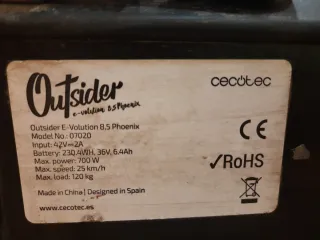 Outsider
e-volution 8,5 Phoenix
cecotec
Outsider E-Volution 8,5 Phoenix
Model No.: 07020
Input: 42V⎓2A
Battery: 230,4WH, 36V, 6.4Ah
Max. power: 700 W
Max. speed: 25 km/h
Max. load: 120 kg
CE
✓RoHS
Made in China | Designed in Spain
www.cecotec.es